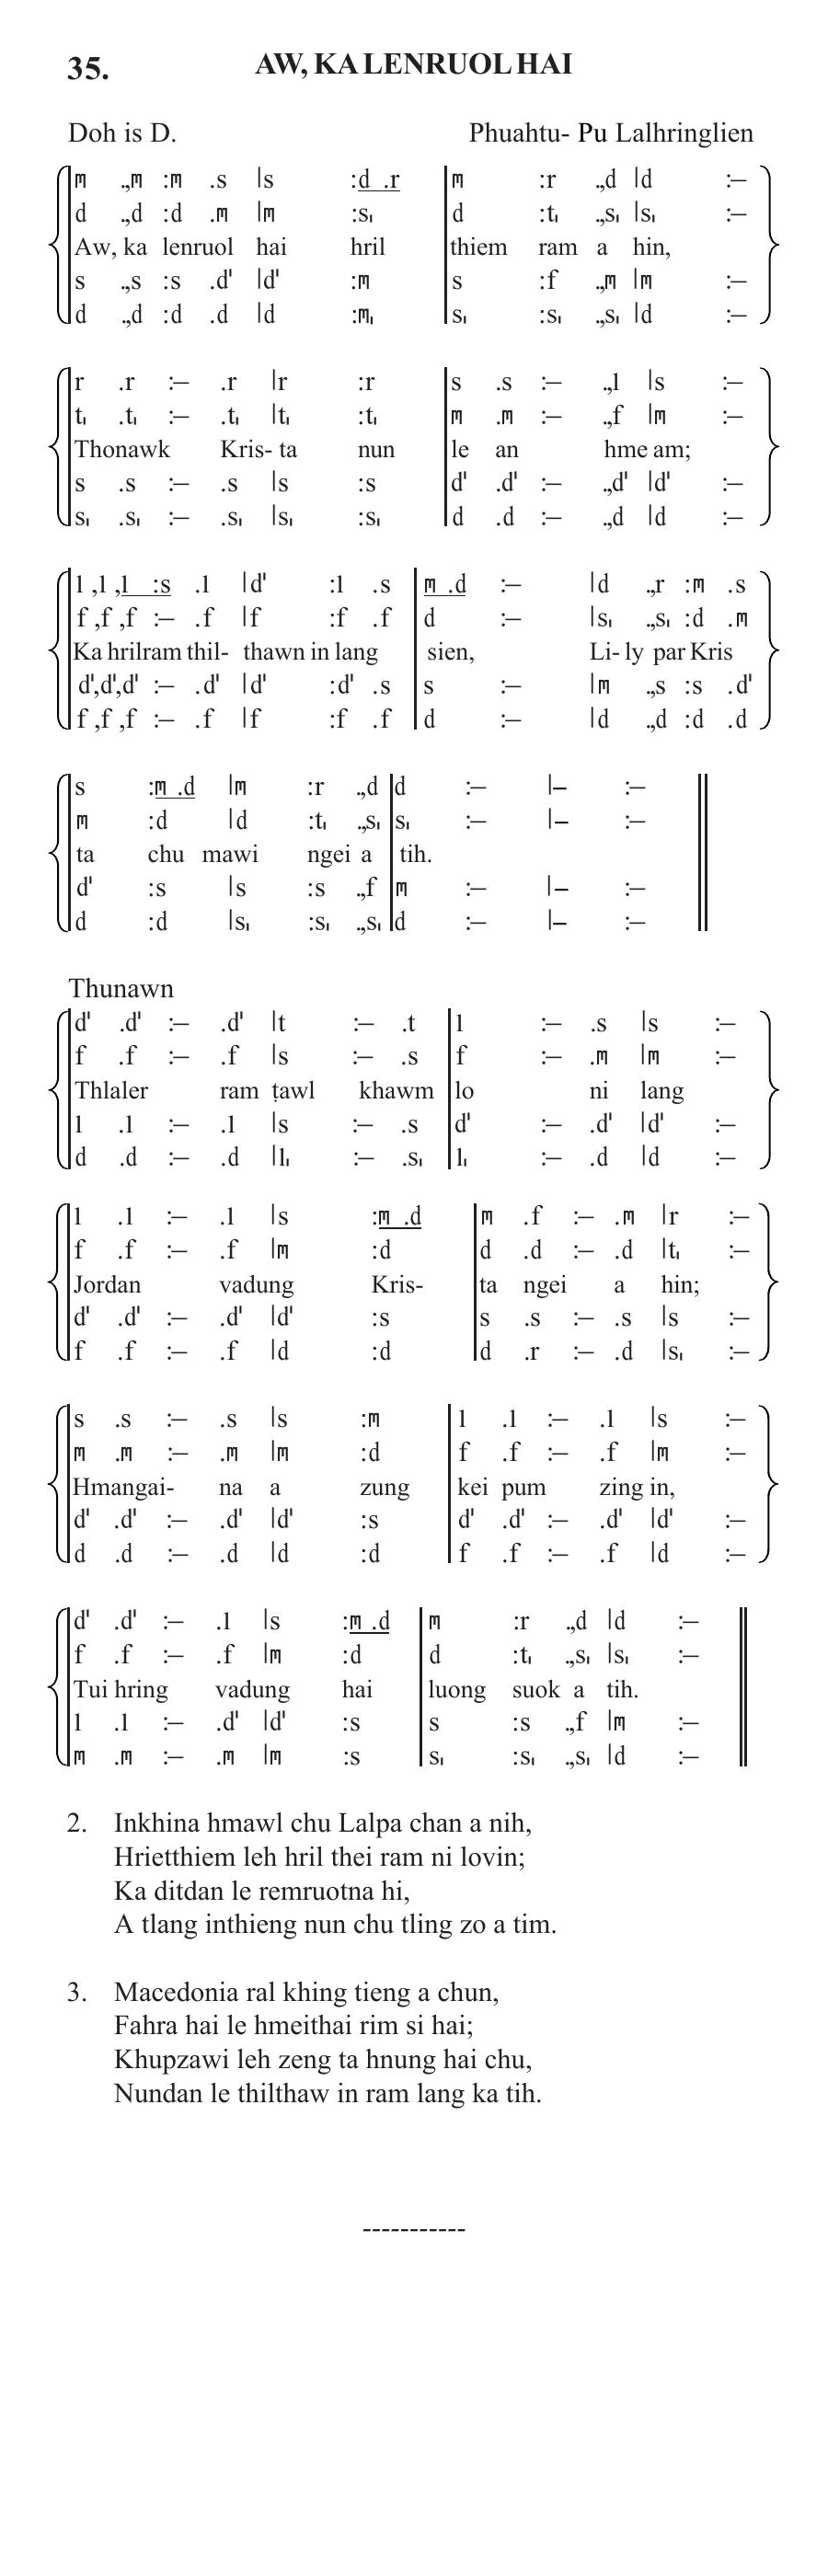 35. AW, KA LENRUOL HAI
Doh is D. Phuahtu- Pu Lalhringlien
m .,m :m .s |s :d .r |m :r .,d |d :–
d .,d :d .m |m :s, |d :t, .,s, |s, :–
Aw, ka lenruol hai hril thiem ram a hin,
s .,s :s .d' |d' :m |s :f .,m |m :–
d .,d :d .d |d :m, |s, :s, .,s, |d :–
r .r :– .r |r :r |s .s :– .,l |s :–
t, .t, :– .t, |t, :t, |m .m :– .,f |m :–
Thonawk Kris- ta nun le an hme am;
s .s :– .s |s :s |d' .d' :– .,d' |d' :–
s, .s, :– .s, |s, :s, |d .d :– .,d |d :–
l ,l ,l :s .l |d' :l .s |m .d :– |d .,r :m .s
f ,f ,f :– .f |f :f .f |d :– |s, .,s, :d .m
Ka hrilram thil- thawn in lang sien, Li- ly par Kris
d',d',d' :– .d' |d' :d' .s |s :– |m .,s :s .d'
f ,f ,f :– .f |f :f .f |d :– |d .,d :d .d
s :m .d |m :r .,d |d :– |– :–
m :d |d :t, .,s, |s, :– |– :–
ta chu mawi ngei a tih.
d' :s |s :s .,f |m :– |– :–
d :d |s, :s, .,s, |d :– |– :–
Thunawn
d' .d' :– .d' |t :– .t |l :– .s |s :–
f .f :– .f |s :– .s |f :– .m |m :–
Thlaler ram ṭawl khawm lo ni lang
l .l :– .l |s :– .s |d' :– .d' |d' :–
d .d :– .d |l, :– .s, |l, :– .d |d :–
l .l :– .l |s :m .d |m .f :– .m |r :–
f .f :– .f |m :d |d .d :– .d |t, :–
Jordan vadung Kris- ta ngei a hin;
d' .d' :– .d' |d' :s |s .s :– .s |s :–
f .f :– .f |d :d |d .r :– .d |s, :–
s .s :– .s |s :m |l .l :– .l |s :–
m .m :– .m |m :d |f .f :– .f |m :–
Hmangai- na a zung kei pum zing in,
d' .d' :– .d' |d' :s |d' .d' :– .d' |d' :–
d .d :– .d |d :d |f .f :– .f |d :–
d' .d' :– .l |s :m .d |m :r .,d |d :–
f .f :– .f |m :d |d :t, .,s, |s, :–
Tui hring vadung hai luong suok a tih.
l .l :– .d' |d' :s |s :s .,f |m :–
m .m :– .m |m :s |s, :s, .,s, |d :–
2. Inkhina hmawl chu Lalpa chan a nih,
Hrietthiem leh hril thei ram ni lovin;
Ka ditdan le remruotna hi,
A tlang inthieng nun chu tling zo a tim.
3. Macedonia ral khing tieng a chun,
Fahra hai le hmeithai rim si hai;
Khupzawi leh zeng ta hnung hai chu,
Nundan le thilthaw in ram lang ka tih.
-----------